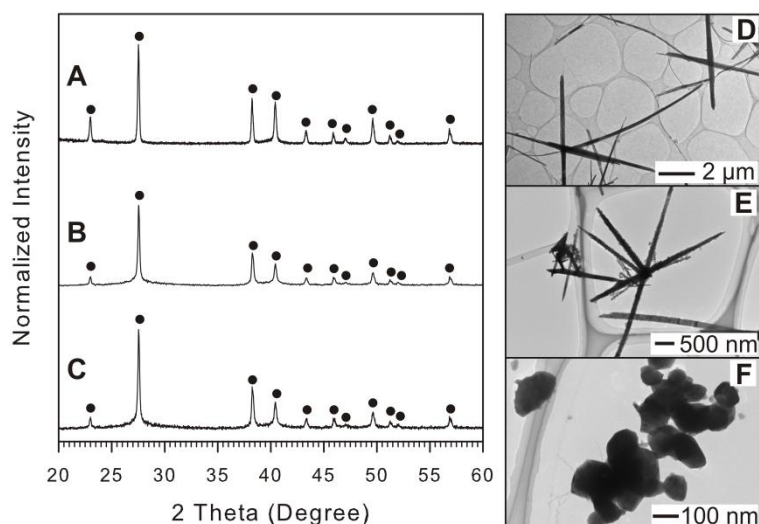 A
B
C
Normalized Intensity
20 25 30 35 40 45 50 55 60
2 Theta (Degree)
D
2 µm
E
500 nm
F
100 nm